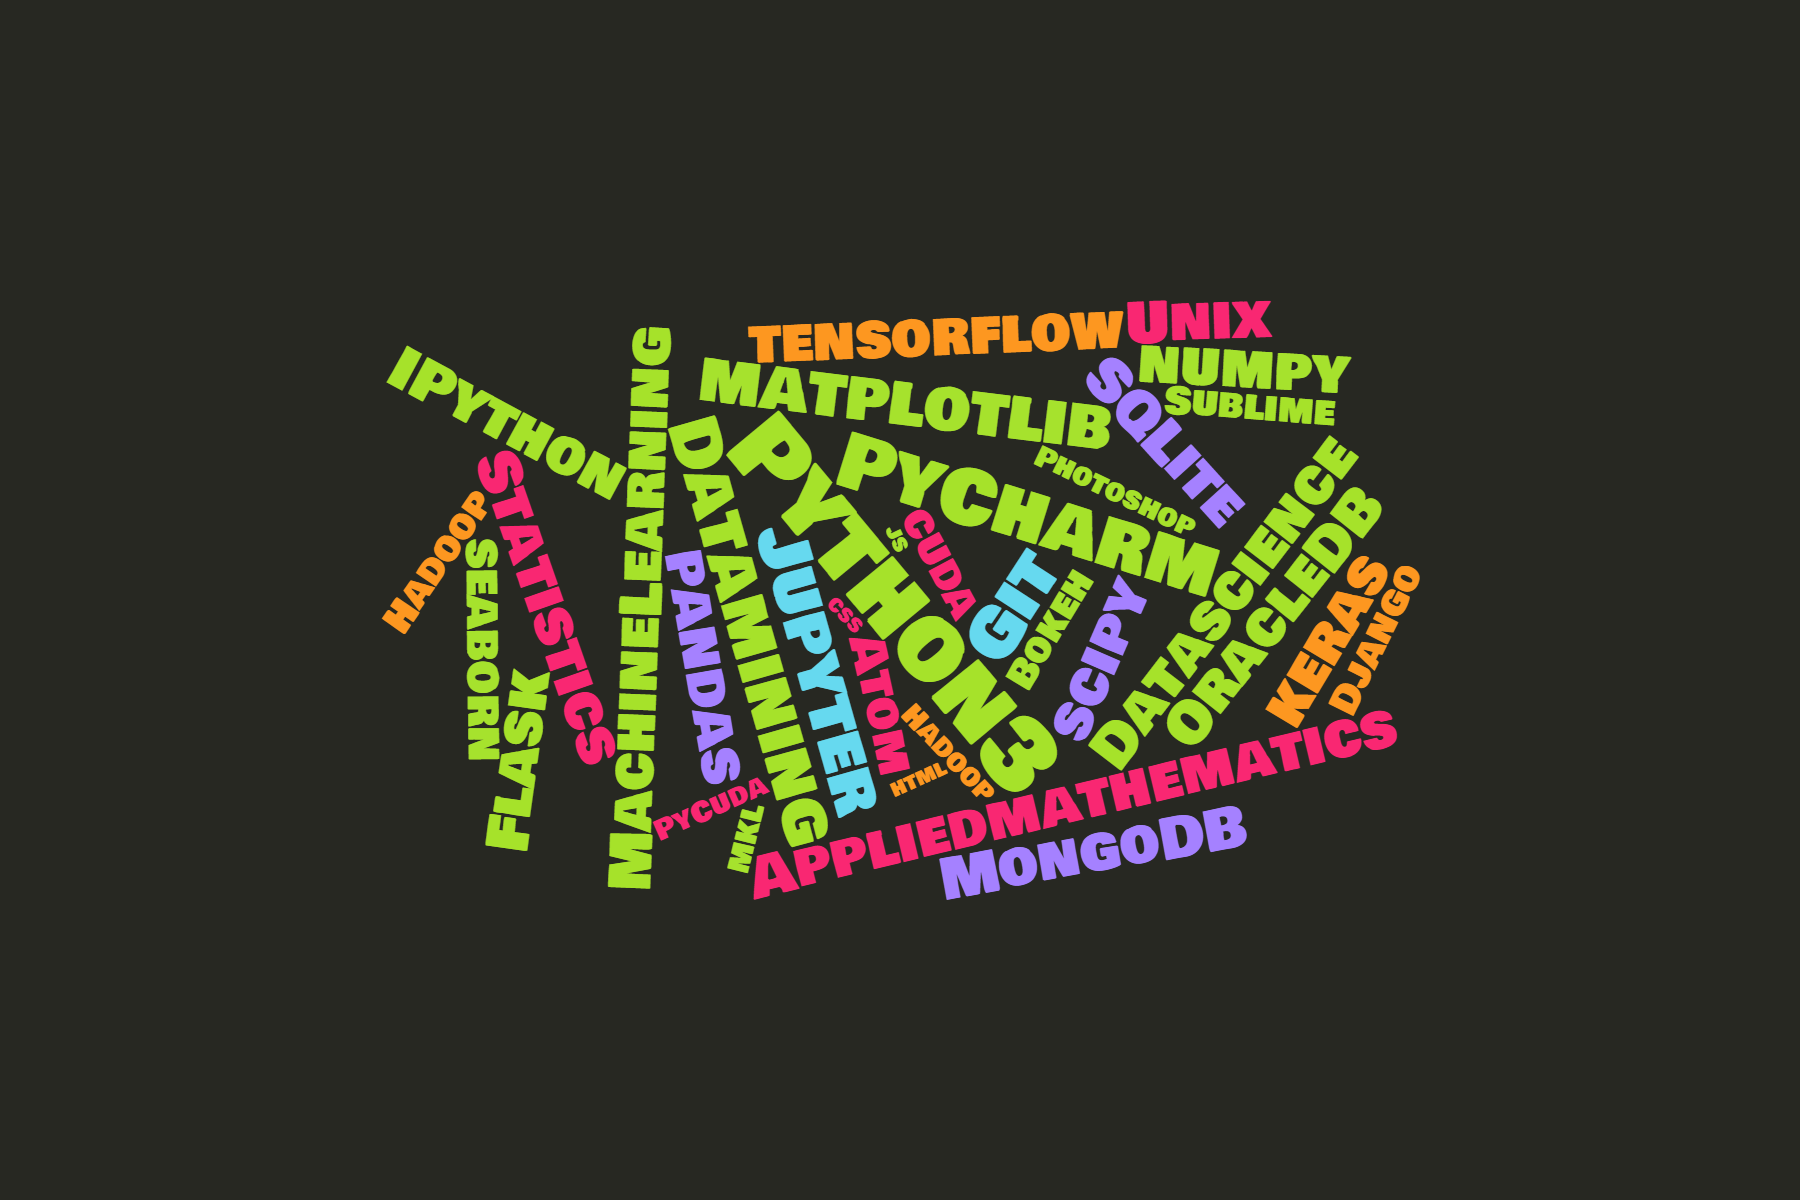 TENSORFLOW
UNIX
NUMPY
SUBLIME
MATPLOTLIB
SQLITE
IPYTHON
MACHINELEARNING
DATAMINING
PYTHON3
PYCHARM
PHOTOSHOP
STATISTICS
HADOOP
SEABORN
FLASK
PANDAS
JUPYTER
JS
CUDA
CSS
ATOM
GIT
BOKEH
SCIPY
DATASCIENCE
ORACLEDB
KERAS
DJANGO
HADOOP
HTML
PYCUDA
MKL
APPLIEDMATHEMATICS
MONGODB